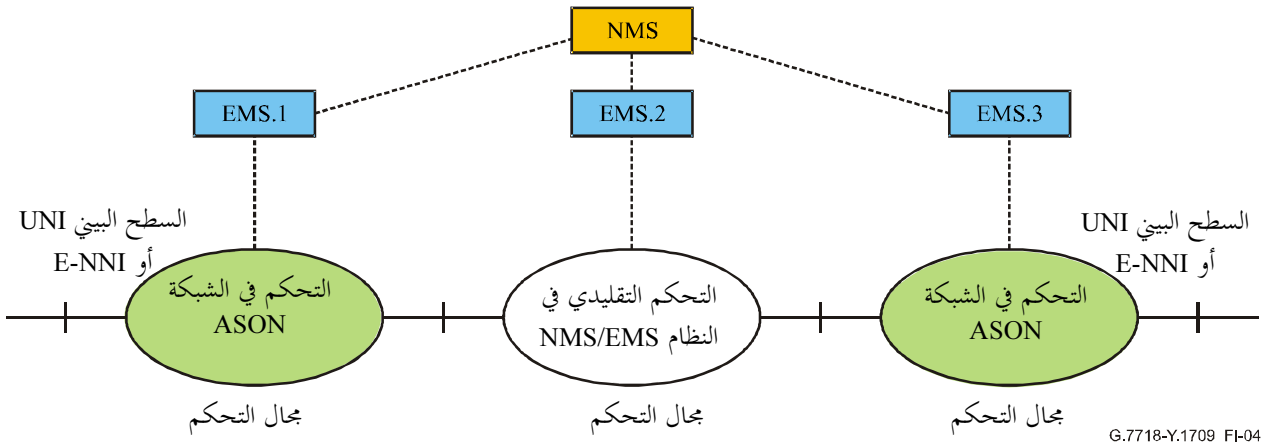 NMS
EMS.1
EMS.2
EMS.3
السطح البيني UNI
أو E-NNI
السطح البيني UNI
أو E-NNI
التحكم في الشبكة
ASON
التحكم التقليدي في
النظام NMS/EMS
التحكم في الشبكة
ASON
مجال التحكم
مجال التحكم
مجال التحكم
G.7718-Y.1709_FI-04